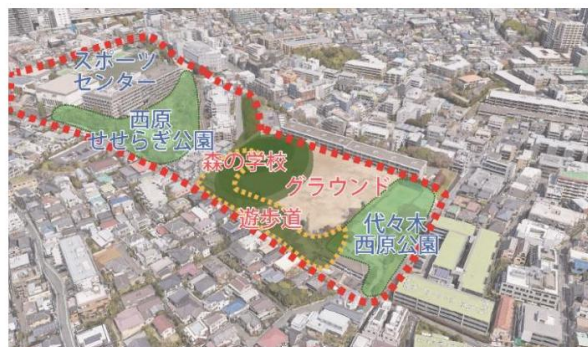 スポーツ
センター
西原
せせらぎ公園
森の学校
グラウンド
遊歩道
代々木
西原公園